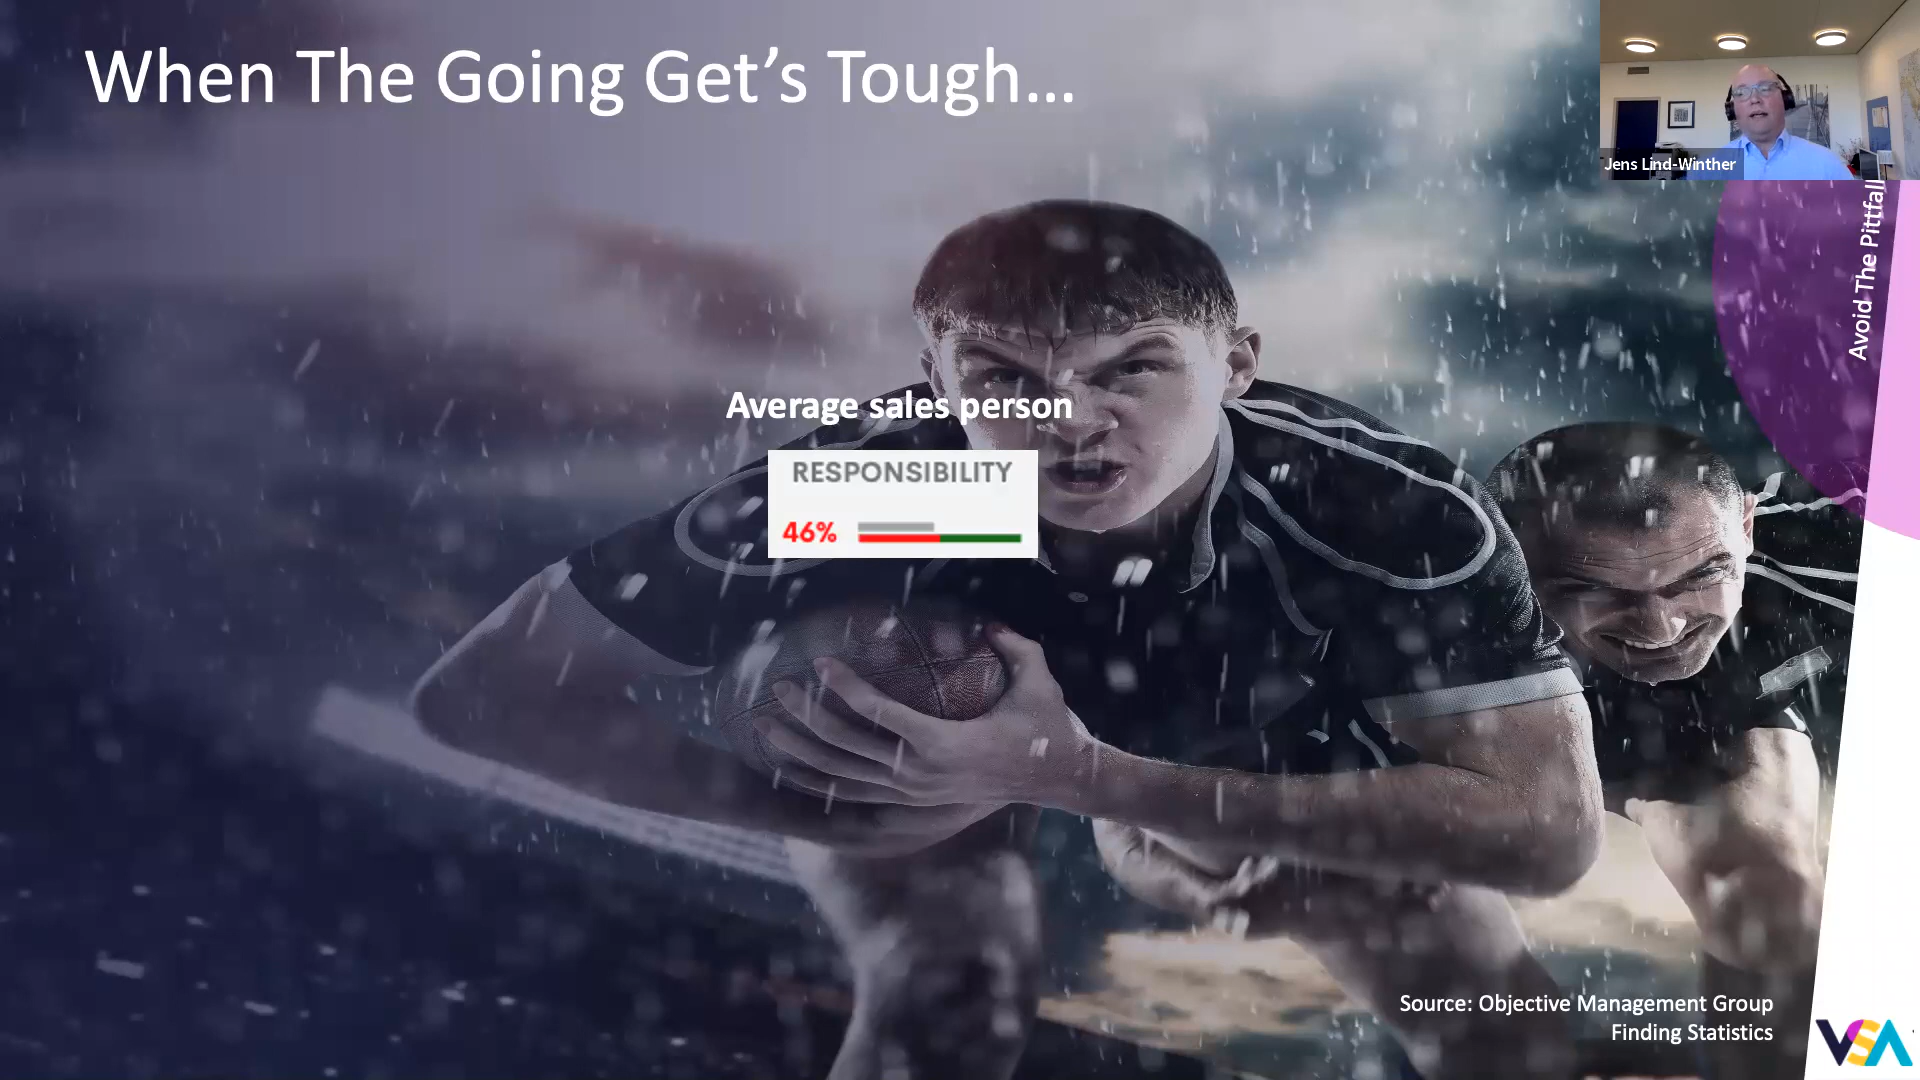 When The Going Get's Tough...
Jens Lind-Winther
Avoid The Pittfall
Average sales person
RESPONSIBILITY
46%
Source: Objective Management Group
Finding Statistics
VSA